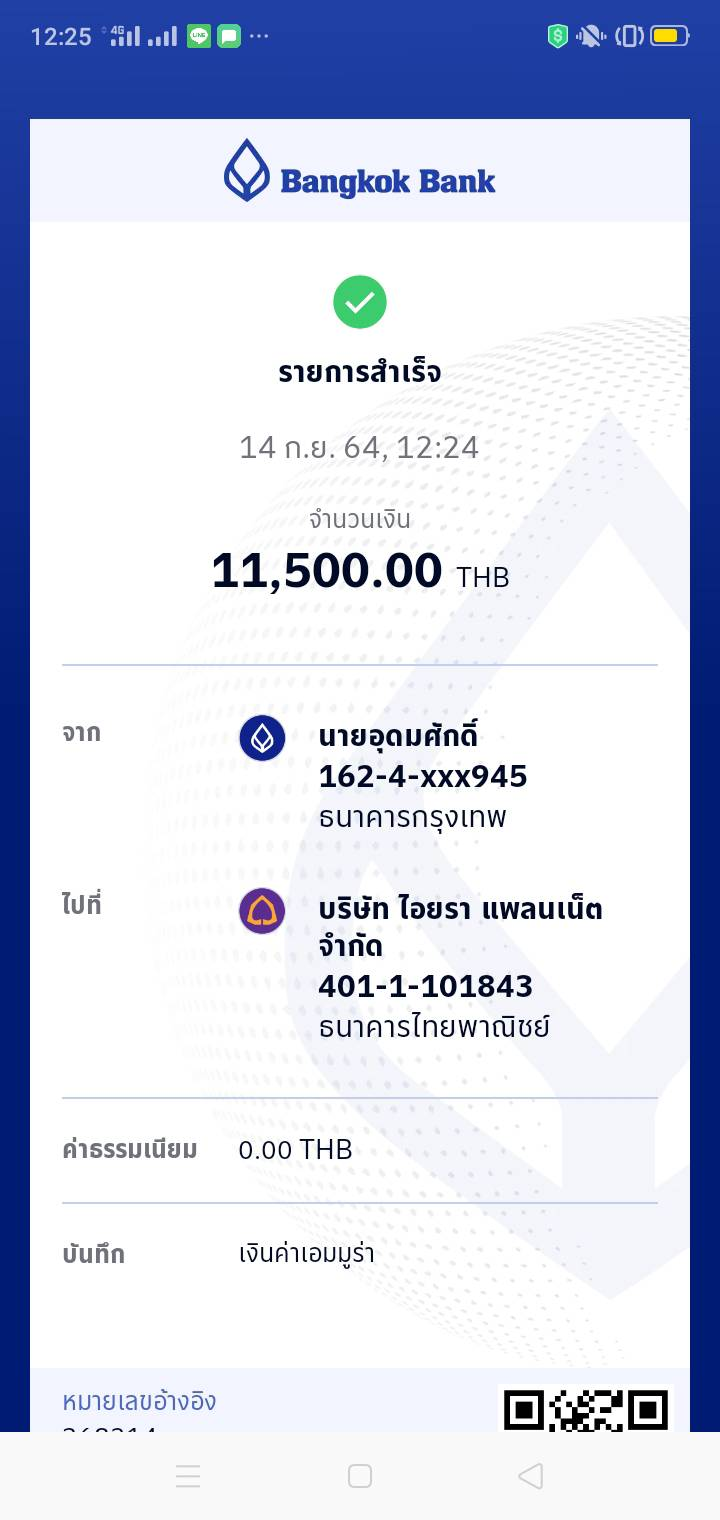 12:25
4G
LINE
Bangkok Bank
รายการสำเร็จ
14 ก.ย. 64, 12:24
จำนวนเงิน
11,500.00 THB
จาก
นายอุดมศักดิ์
162-4-xxx945
ธนาคารกรุงเทพ
ไปที่
บริษัท ไอยรา แพลนเน็ต
จำกัด
401-1-101843
ธนาคารไทยพาณิชย์
ค่าธรรมเนียม 0.00 THB
บันทึก เงินค่าเอมมูร่า
หมายเลขอ้างอิง